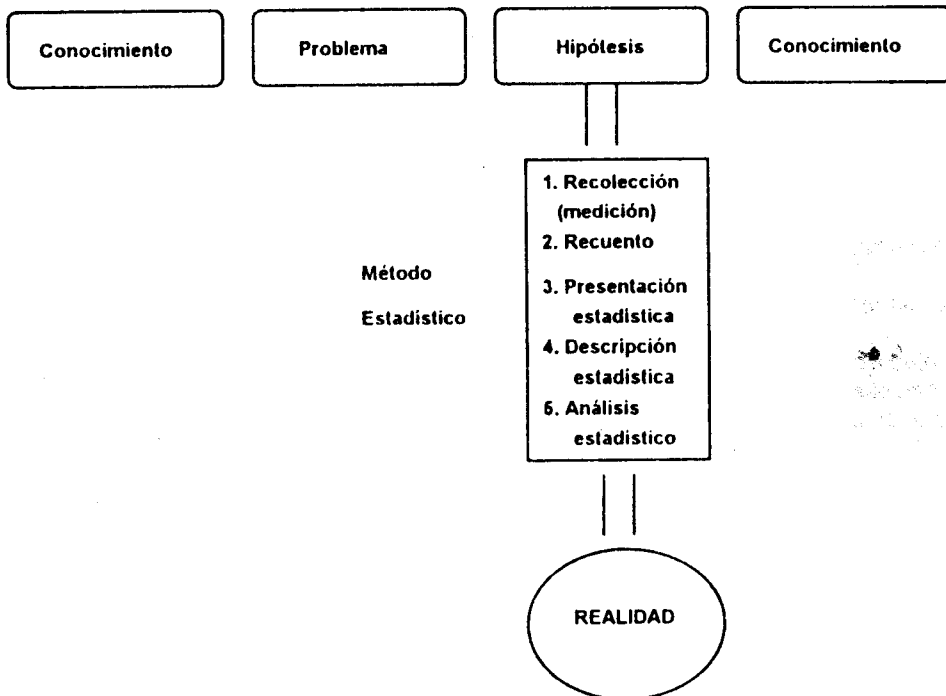 Conocimiento
Problema
Hipótesis
Conocimiento
Método
Estadístico
1. Recolección
(medición)
2. Recuento
3. Presentación
estadística
4. Descripción
estadística
5. Análisis
estadístico
REALIDAD